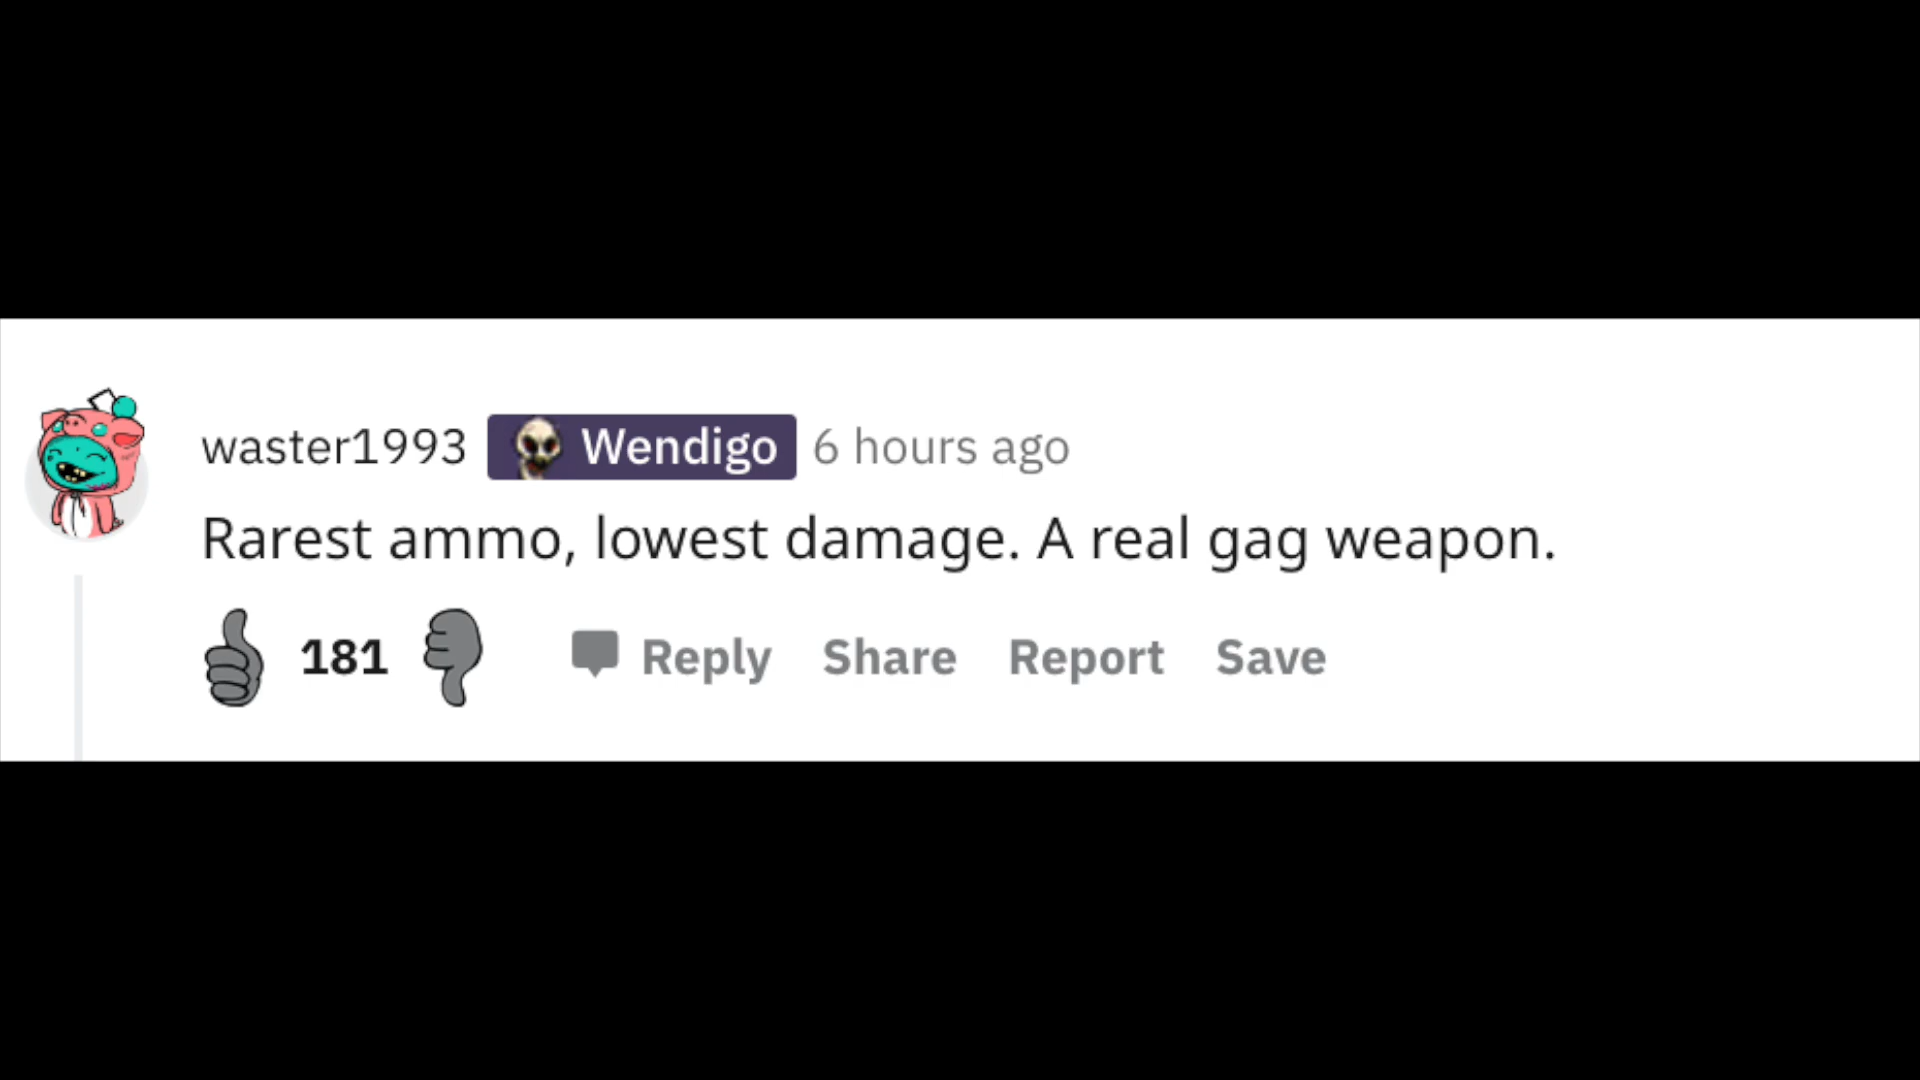 waster1993 Wendigo 6 hours ago
Rarest ammo, lowest damage. A real gag weapon.
181 Reply Share Report Save